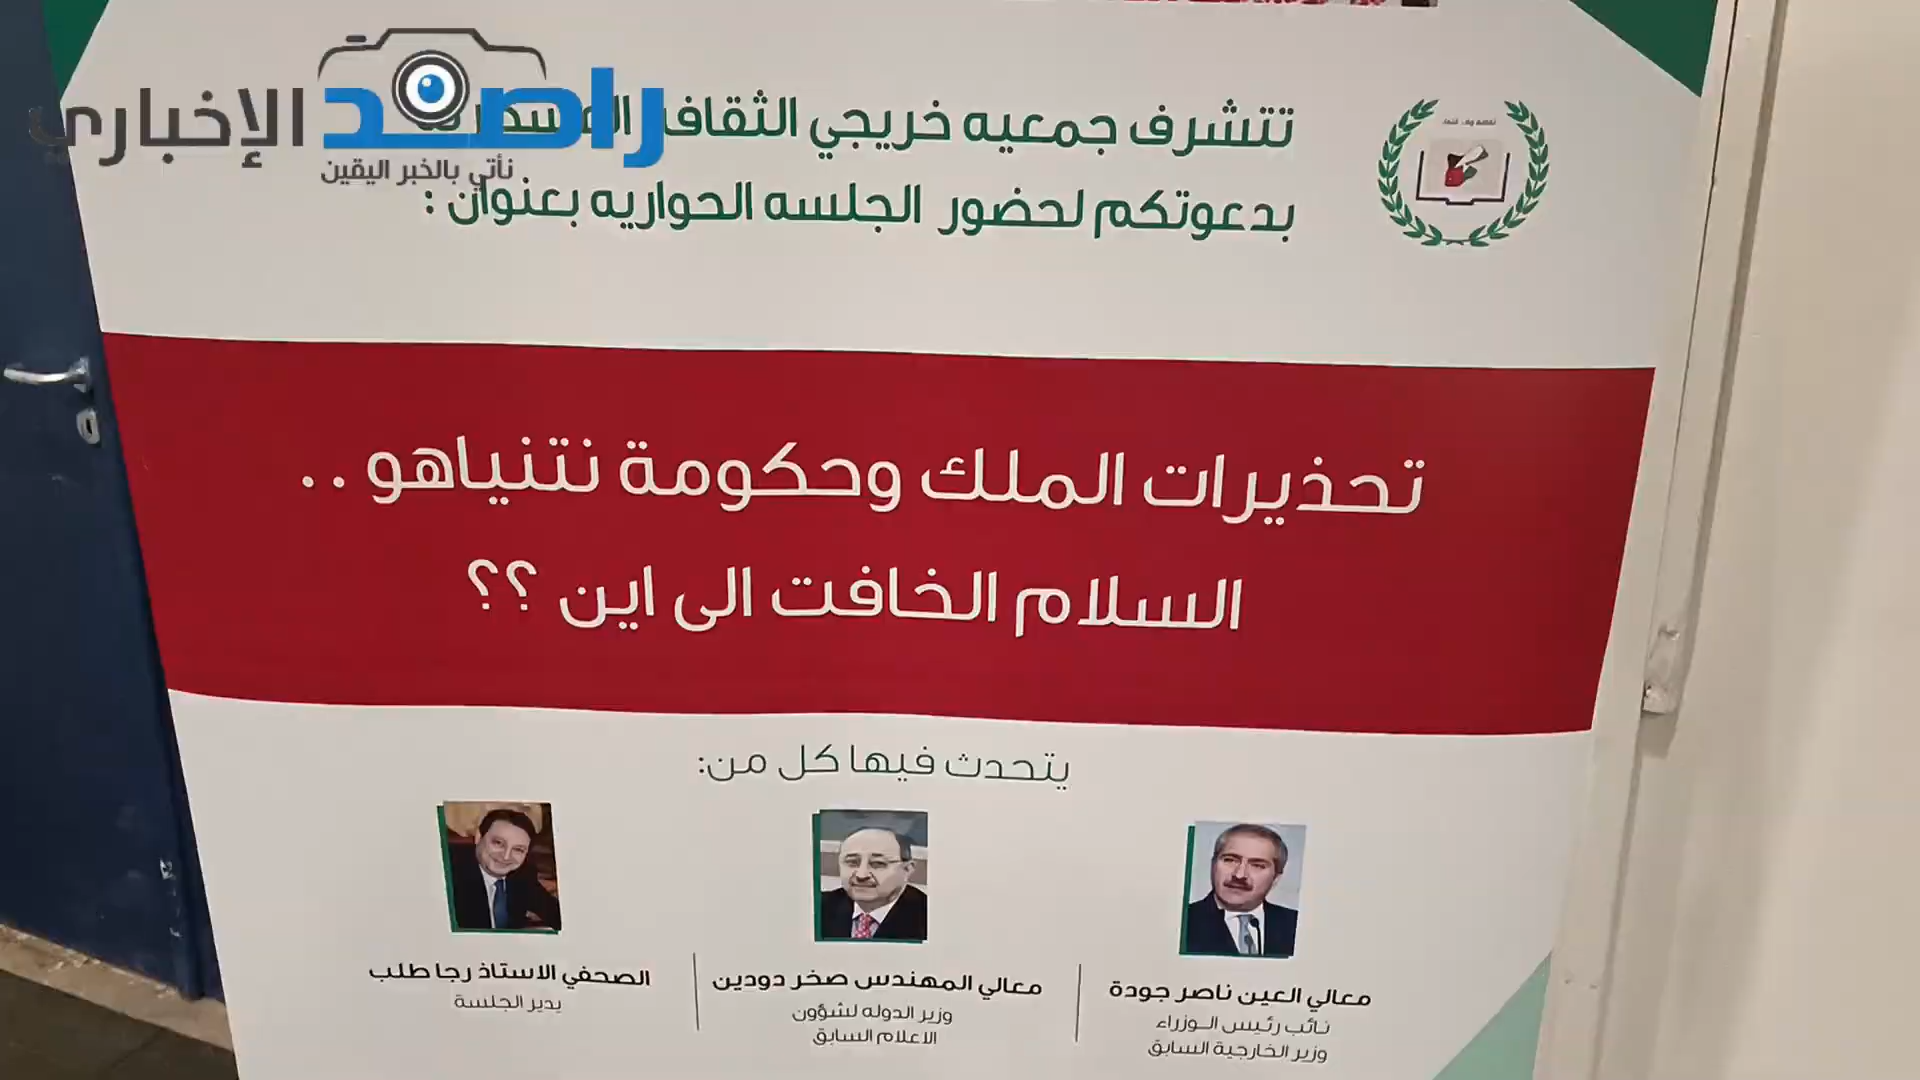 راصد الإخباري
نأتي بالخبر اليقين
تتشرف جمعيه خريجي الثقافه
بدعوتكم لحضور الجلسه الحواريه بعنوان :
تحذيرات الملك وحكومة نتنياهو ..
السلام الخافت الى اين ؟؟
يتحدث فيها كل من:
معالي العين ناصر جودة
نائب رئيس الوزراء
وزير الخارجية السابق
معالي المهندس صخر دودين
وزير الدوله لشؤون
الاعلام السابق
الصحفي الاستاذ رجا طلب
يدير الجلسة